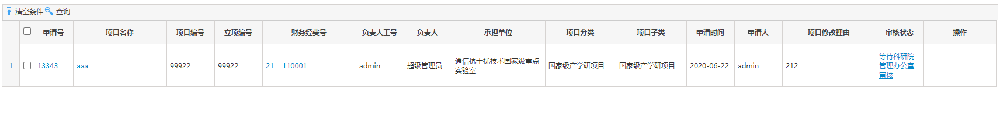 清空条件 查询
申请号 项目名称 项目编号 立项编号 财务经费号 负责人工号 负责人 承担单位 项目分类 项目子类 申请时间 申请人 项目修改理由 审核状态 操作
1 13343 aaa 99922 99922 21__110001 admin 超级管理员 通信抗干扰技术国家级重点
实验室 国家级产学研项目 国家级产学研项目 2020-06-22 admin 212 等待科研院
管理办公室
审核